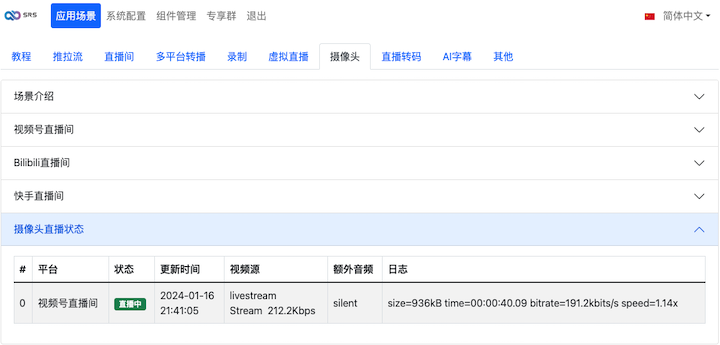 SRS 应用场景 系统配置 组件管理 专享群 退出 简体中文
教程 推拉流 直播间 多平台转播 录制 虚拟直播 摄像头 直播转码 AI字幕 其他
场景介绍
视频号直播间
Bilibili直播间
快手直播间
摄像头直播状态
# 平台 状态 更新时间 视频源 额外音频 日志
0 视频号直播间 直播中 2024-01-16 livestream silent size=936kB time=00:00:40.09 bitrate=191.2kbits/s speed=1.14x
21:41:05 Stream 212.2Kbps